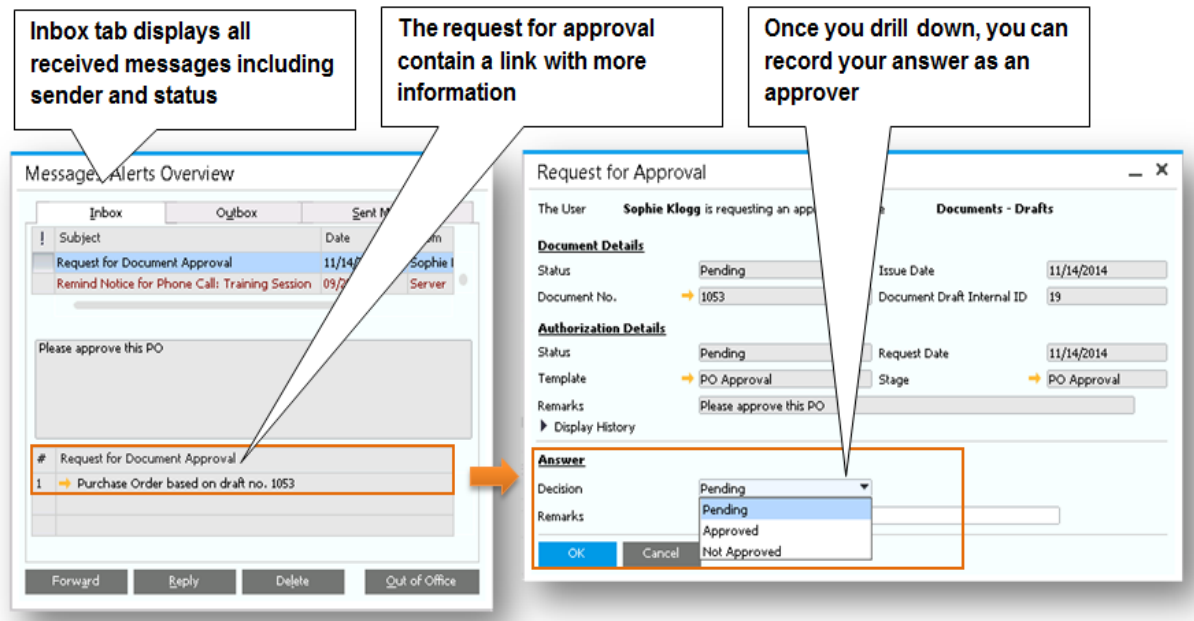 Inbox tab displays all
received messages including
sender and status
The request for approval
contain a link with more
information
Once you drill down, you can
record your answer as an
approver
Messages Alerts Overview
Inbox Outbox Sent M
! Subject Date om
Request for Document Approval 11/14/ Sophie
Remind Notice for Phone Call: Training Session 09/2 Server
Please approve this PO
# Request for Document Approval
1 Purchase Order based on draft no. 1053
Forward Reply Delete Out of Office
Request for Approval
The User Sophie Klogg is requesting an app e Documents - Drafts
Document Details
Status Pending Issue Date 11/14/2014
Document No. 1053 Document Draft Internal ID 19
Authorization Details
Status Pending Request Date 11/14/2014
Template PO Approval Stage PO Approval
Remarks Please approve this PO
Display History
Answer
Decision Pending
Pending
Remarks
Approved
OK Cancel Not Approved